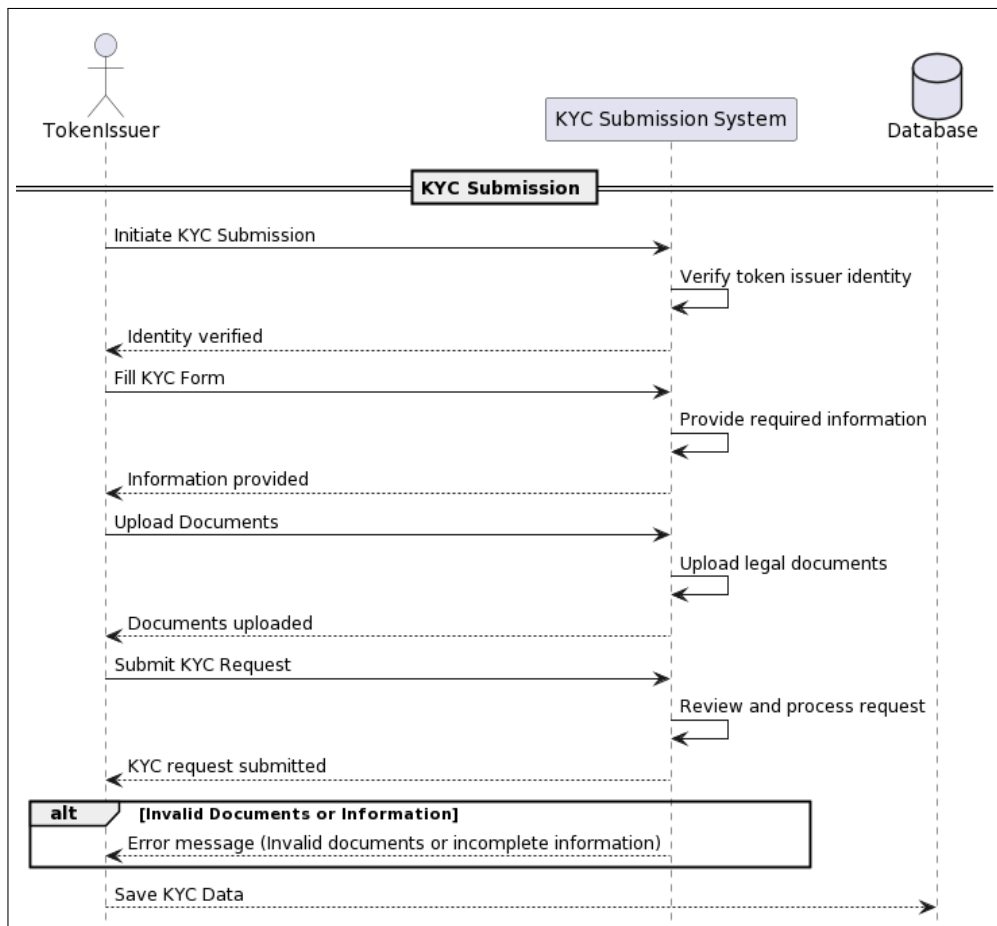 TokenIssuer
KYC Submission System
Database
KYC Submission
Initiate KYC Submission
Verify token issuer identity
Identity verified
Fill KYC Form
Provide required information
Information provided
Upload Documents
Upload legal documents
Documents uploaded
Submit KYC Request
Review and process request
KYC request submitted
alt [Invalid Documents or Information]
Error message (Invalid documents or incomplete information)
Save KYC Data